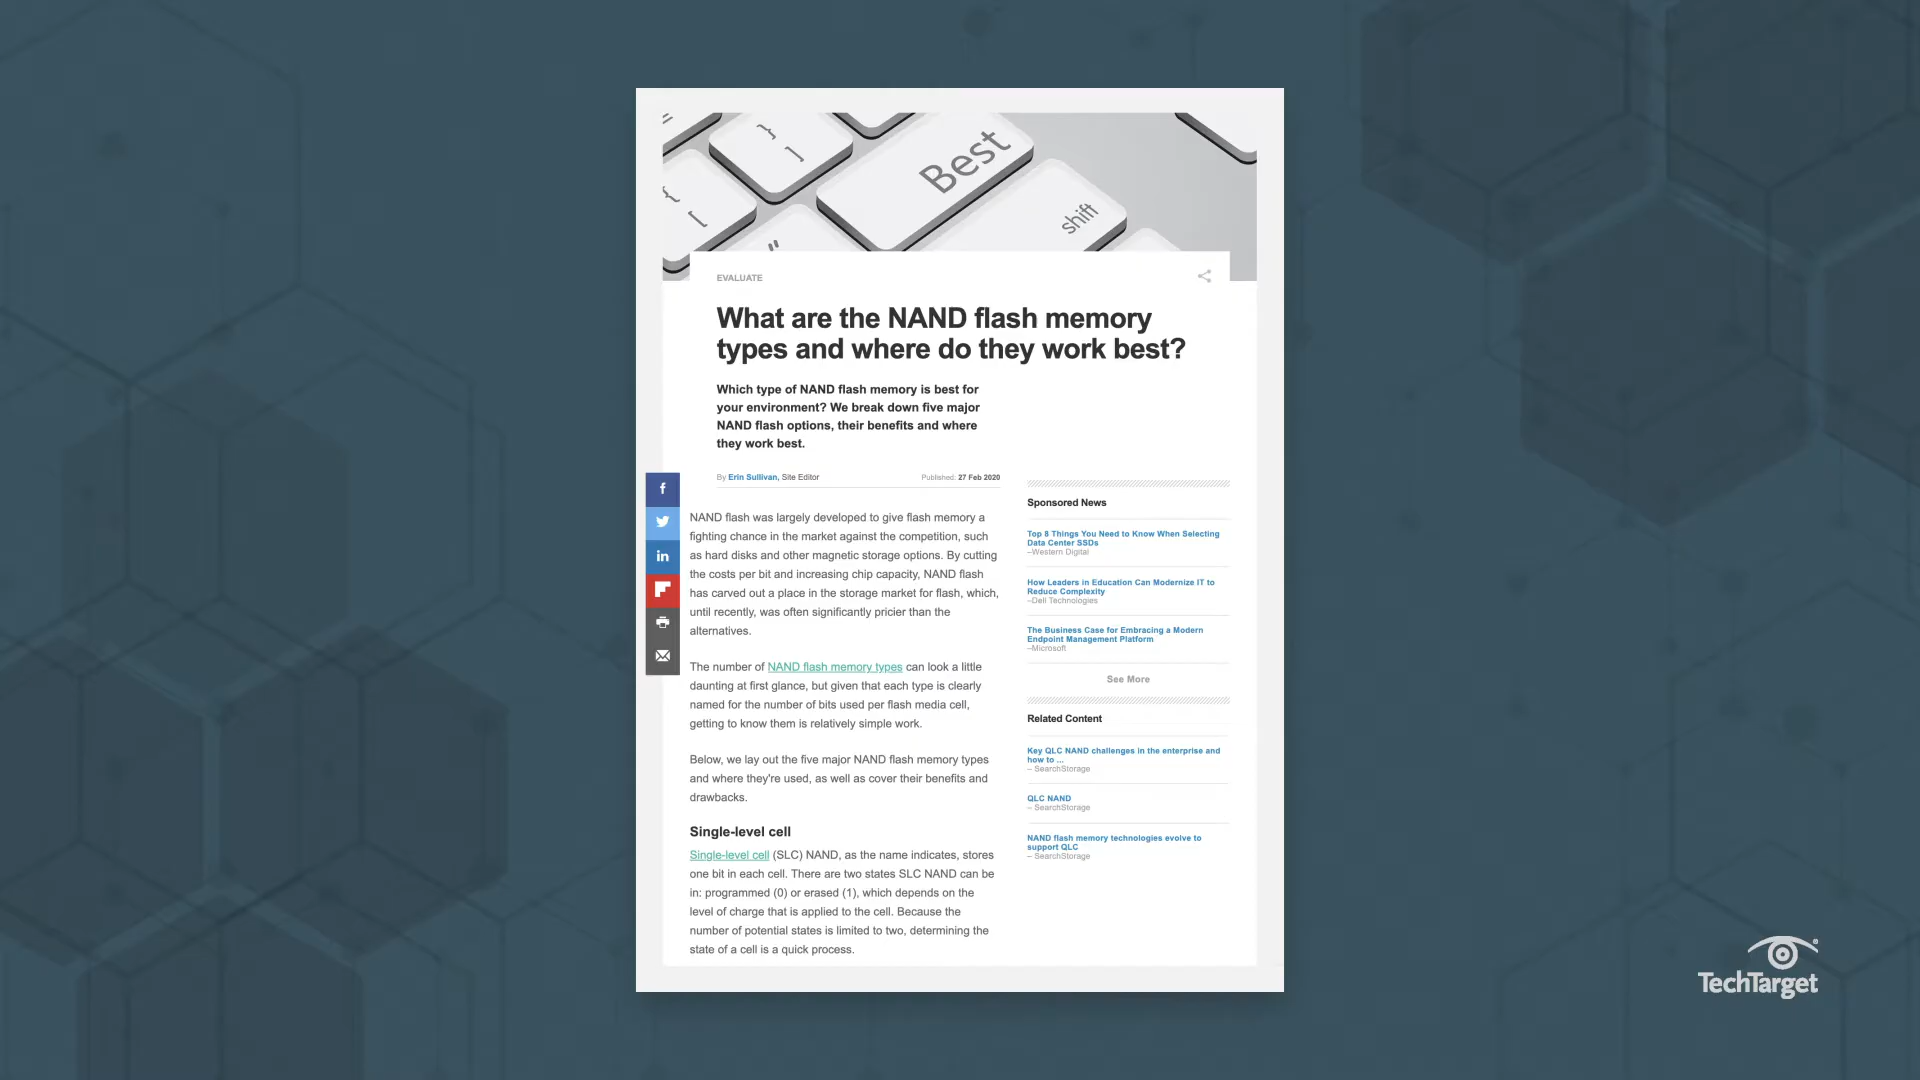 Best
shift
EVALUATE
What are the NAND flash memory
types and where do they work best?
Which type of NAND flash memory is best for
your environment? We break down five major
NAND flash options, their benefits and where
they work best.
By Erin Sullivan, Site Editor
Published: 27 Feb 2020
NAND flash was largely developed to give flash memory a
fighting chance in the market against the competition, such
as hard disks and other magnetic storage options. By cutting
the costs per bit and increasing chip capacity, NAND flash
has carved out a place in the storage market for flash, which,
until recently, was often significantly pricier than the
alternatives.
The number of NAND flash memory types can look a little
daunting at first glance, but given that each type is clearly
named for the number of bits used per flash media cell,
getting to know them is relatively simple work.
Below, we lay out the five major NAND flash memory types
and where they're used, as well as cover their benefits and
drawbacks.
Single-level cell
Single-level cell (SLC) NAND, as the name indicates, stores
one bit in each cell. There are two states SLC NAND can be
in: programmed (0) or erased (1), which depends on the
level of charge that is applied to the cell. Because the
number of potential states is limited to two, determining the
state of a cell is a quick process.
Sponsored News
Top 8 Things You Need to Know When Selecting
Data Center SSDs
–Western Digital
How Leaders in Education Can Modernize IT to
Reduce Complexity
–Dell Technologies
The Business Case for Embracing a Modern
Endpoint Management Platform
–Microsoft
See More
Related Content
Key QLC NAND challenges in the enterprise and
how to ...
– SearchStorage
QLC NAND
– SearchStorage
NAND flash memory technologies evolve to
support QLC
– SearchStorage
TechTarget